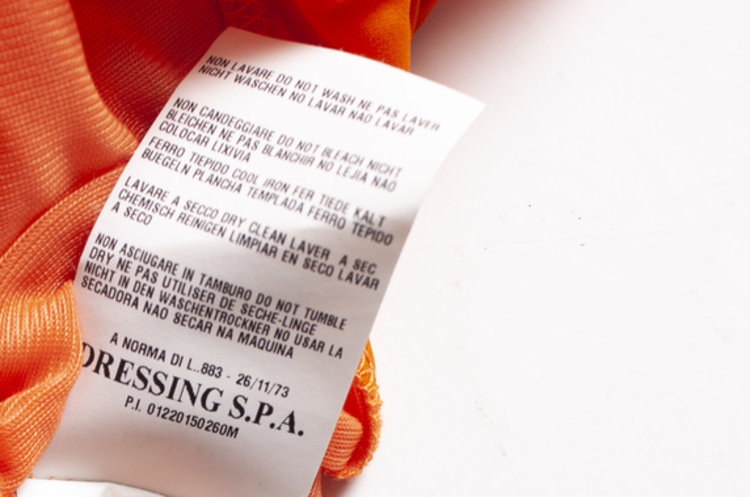 NON LAVARE DO NOT WASH NE PAS LAVER
NICHT WASCHEN NO LAVAR NAO LAVAR
NON CANDEGGIARE DO NOT BLEACH NICHT
BLEICHEN NE PAS BLANCHIR NO LEJIA NAO
COLOCAR LIXIVIA
FERRO TIEPIDO COOL IRON FER TIEDE KALT
BUEGELN PLANCHA TEMPLADA FERRO TEPIDO
LAVARE A SECCO DRY CLEAN LAVER A SEC
CHEMISCH REINIGEN LIMPIAR EN SECO LAVAR
A SECO
NON ASCIUGARE IN TAMBURO DO NOT TUMBLE
DRY NE PAS UTILISER DE SECHE-LINGE
NICHT IN DEN WASCHENTROCKNER NO USAR LA
SECADORA NAO SECAR NA MAQUINA
A NORMA DI L..883 - 26/11/73
DRESSING S.P.A.
P.I. 01220150260M